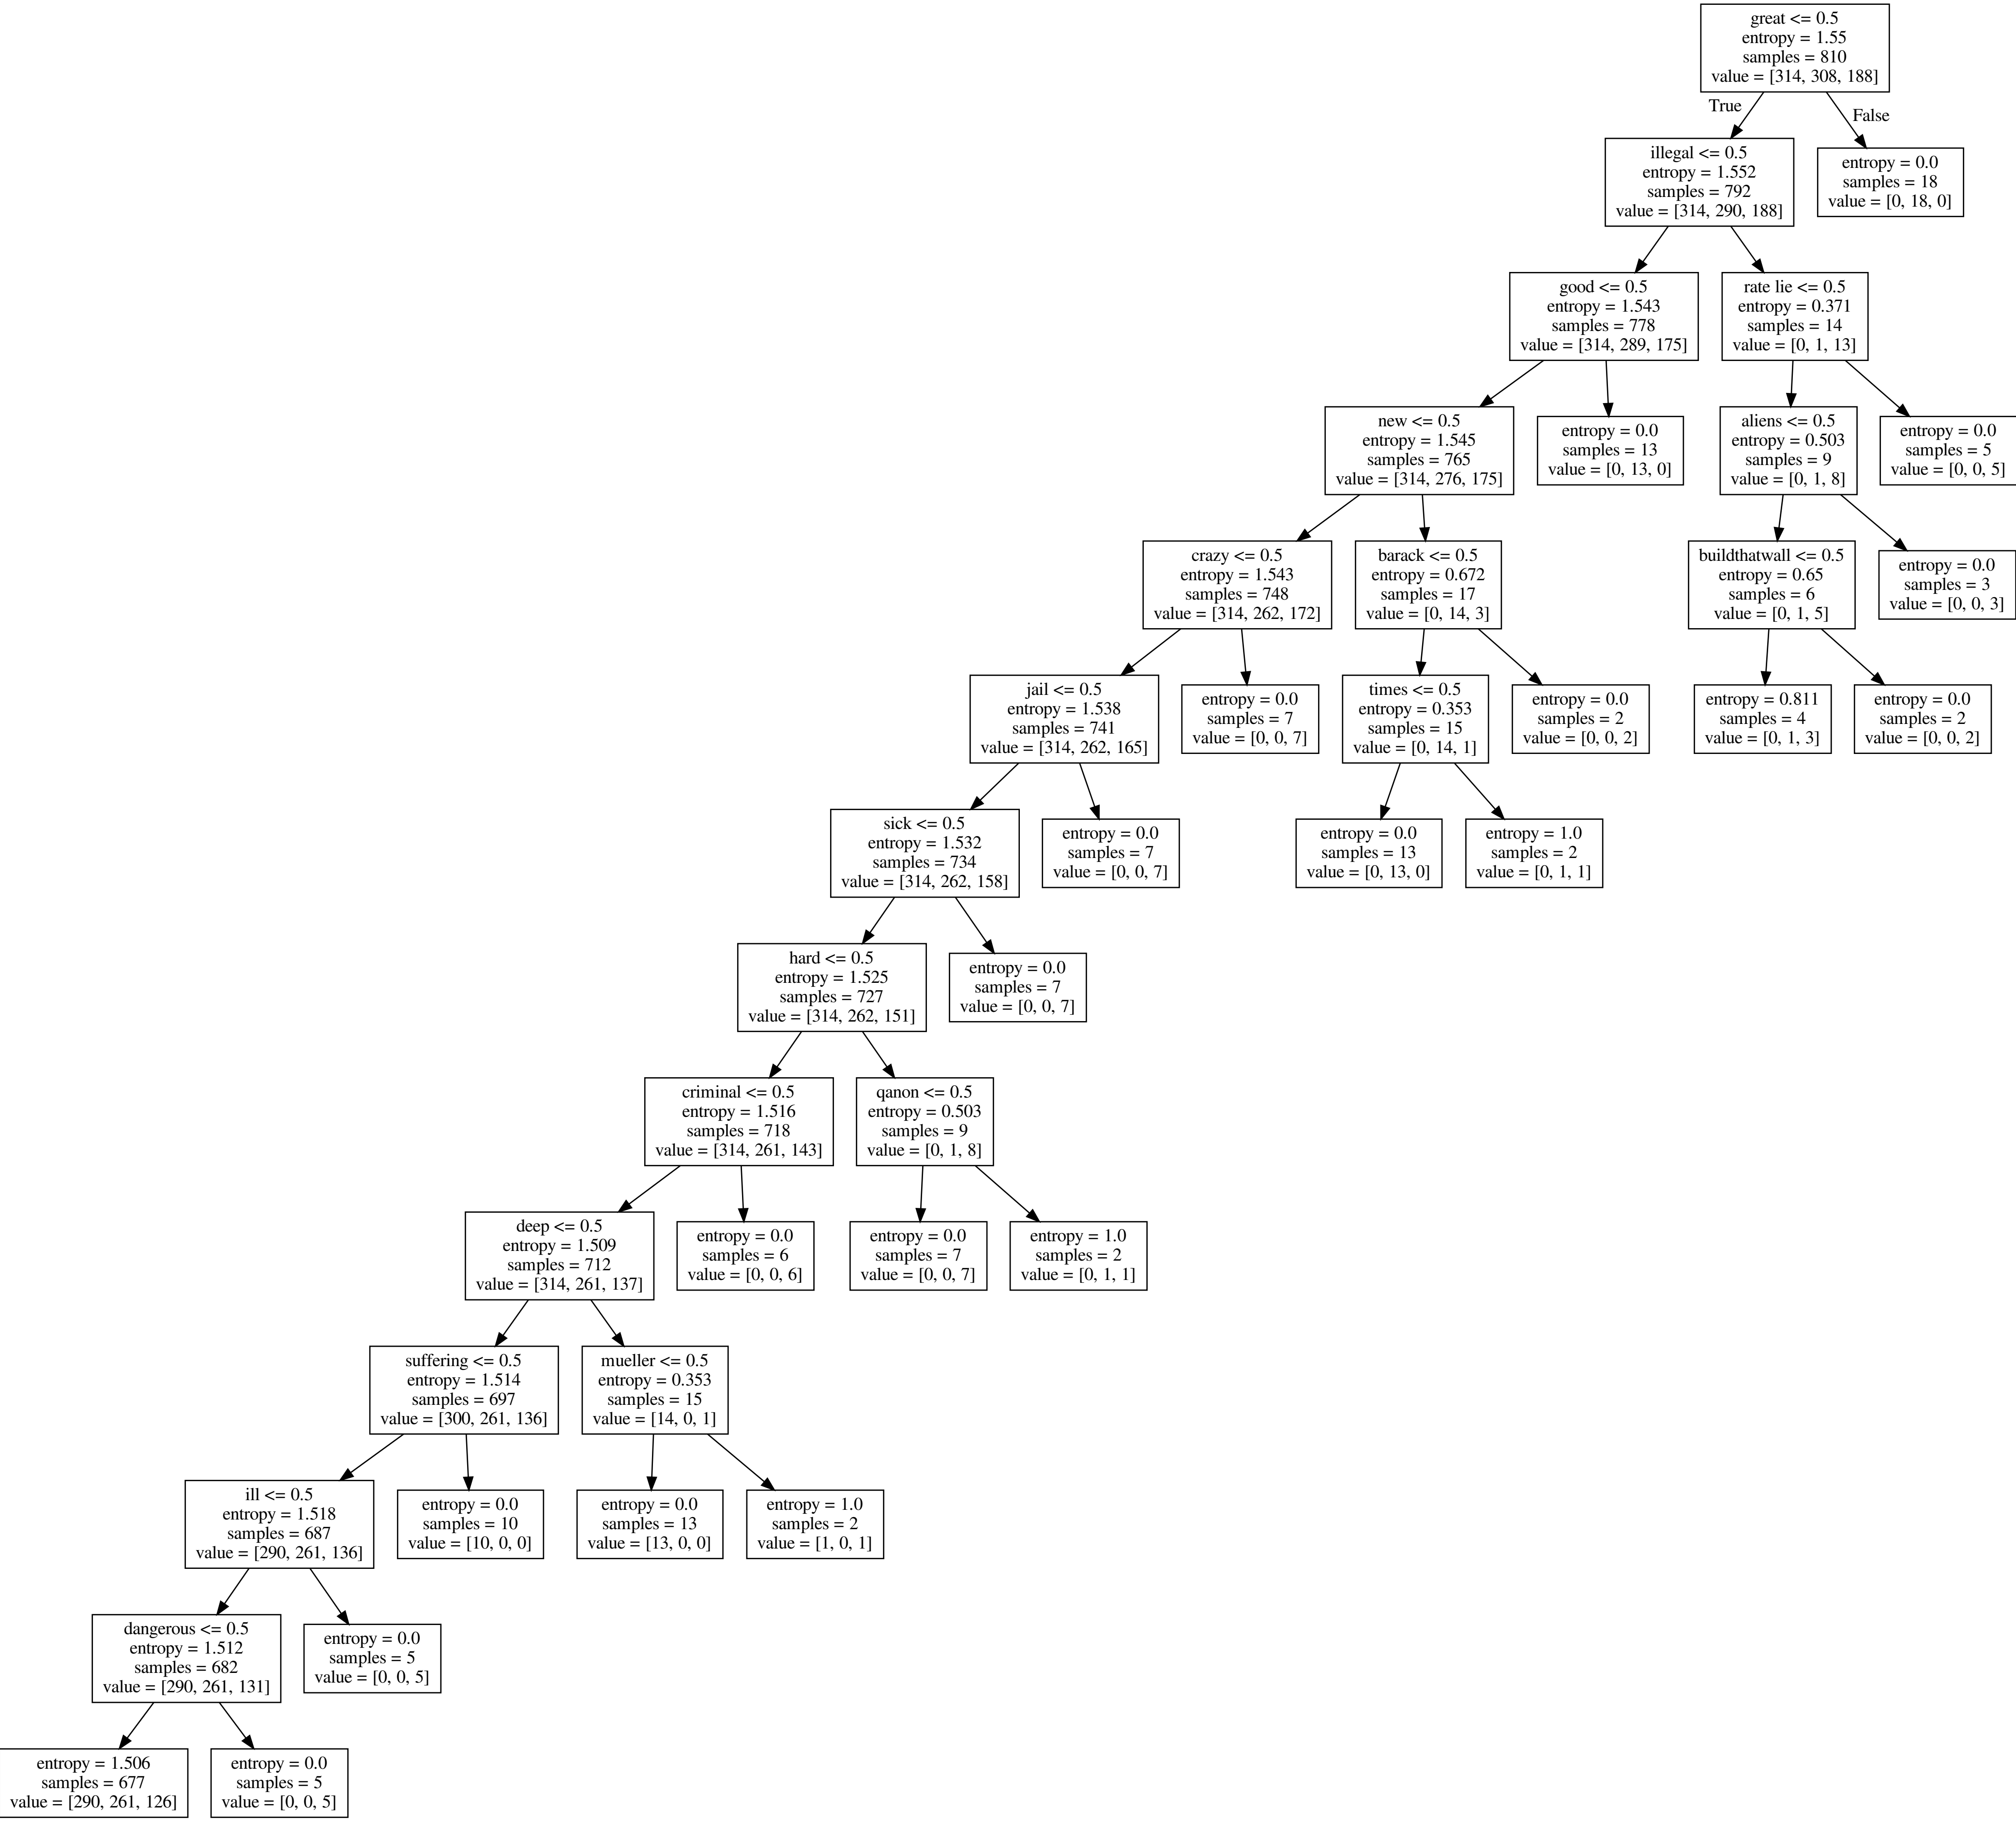 great <= 0.5
entropy = 1.55
samples = 810
value = [314, 308, 188]
True
False
illegal <= 0.5
entropy = 1.552
samples = 792
value = [314, 290, 188]
entropy = 0.0
samples = 18
value = [0, 18, 0]
good <= 0.5
entropy = 1.543
samples = 778
value = [314, 289, 175]
rate lie <= 0.5
entropy = 0.371
samples = 14
value = [0, 1, 13]
new <= 0.5
entropy = 1.545
samples = 765
value = [314, 276, 175]
entropy = 0.0
samples = 13
value = [0, 13, 0]
aliens <= 0.5
entropy = 0.503
samples = 9
value = [0, 1, 8]
entropy = 0.0
samples = 5
value = [0, 0, 5]
crazy <= 0.5
entropy = 1.543
samples = 748
value = [314, 262, 172]
barack <= 0.5
entropy = 0.672
samples = 17
value = [0, 14, 3]
buildthatwall <= 0.5
entropy = 0.65
samples = 6
value = [0, 1, 5]
entropy = 0.0
samples = 3
value = [0, 0, 3]
jail <= 0.5
entropy = 1.538
samples = 741
value = [314, 262, 165]
entropy = 0.0
samples = 7
value = [0, 0, 7]
times <= 0.5
entropy = 0.353
samples = 15
value = [0, 14, 1]
entropy = 0.0
samples = 2
value = [0, 0, 2]
entropy = 0.811
samples = 4
value = [0, 1, 3]
entropy = 0.0
samples = 2
value = [0, 0, 2]
sick <= 0.5
entropy = 1.532
samples = 734
value = [314, 262, 158]
entropy = 0.0
samples = 7
value = [0, 0, 7]
entropy = 0.0
samples = 13
value = [0, 13, 0]
entropy = 1.0
samples = 2
value = [0, 1, 1]
hard <= 0.5
entropy = 1.525
samples = 727
value = [314, 262, 151]
entropy = 0.0
samples = 7
value = [0, 0, 7]
criminal <= 0.5
entropy = 1.516
samples = 718
value = [314, 261, 143]
qanon <= 0.5
entropy = 0.503
samples = 9
value = [0, 1, 8]
deep <= 0.5
entropy = 1.509
samples = 712
value = [314, 261, 137]
entropy = 0.0
samples = 6
value = [0, 0, 6]
entropy = 0.0
samples = 7
value = [0, 0, 7]
entropy = 1.0
samples = 2
value = [0, 1, 1]
suffering <= 0.5
entropy = 1.514
samples = 697
value = [300, 261, 136]
mueller <= 0.5
entropy = 0.353
samples = 15
value = [14, 0, 1]
ill <= 0.5
entropy = 1.518
samples = 687
value = [290, 261, 136]
entropy = 0.0
samples = 10
value = [10, 0, 0]
entropy = 0.0
samples = 13
value = [13, 0, 0]
entropy = 1.0
samples = 2
value = [1, 0, 1]
dangerous <= 0.5
entropy = 1.512
samples = 682
value = [290, 261, 131]
entropy = 0.0
samples = 5
value = [0, 0, 5]
entropy = 1.506
samples = 677
value = [290, 261, 126]
entropy = 0.0
samples = 5
value = [0, 0, 5]